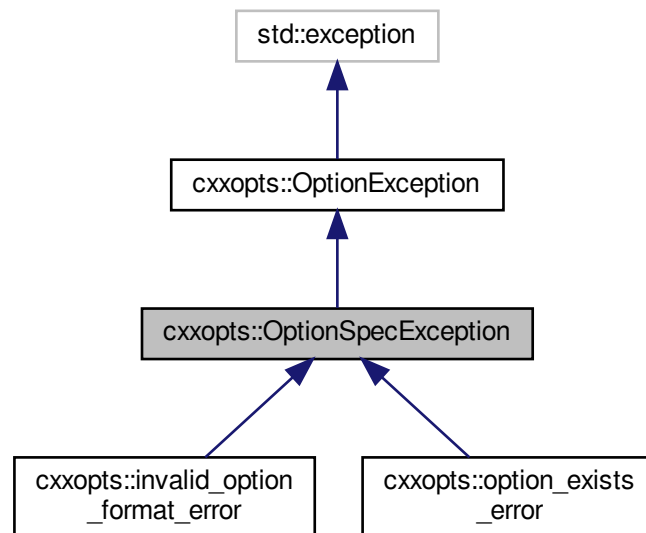 std::exception
cxxopts::OptionException
cxxopts::OptionSpecException
cxxopts::invalid_option
_format_error
cxxopts::option_exists
_error